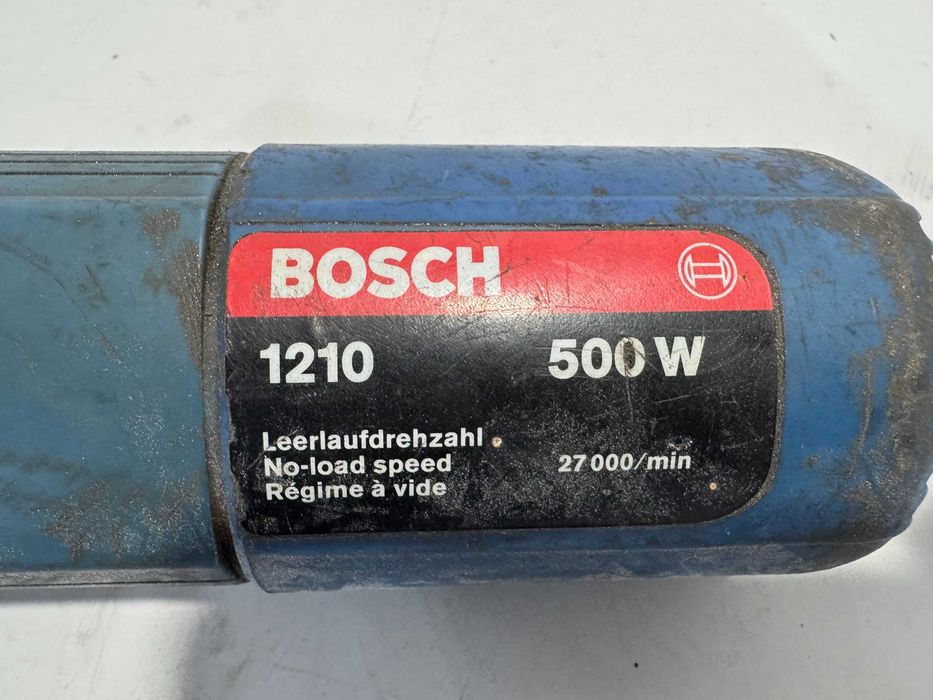 BOSCH
1210 500 W
Leerlaufdrehzahl
No-load speed 27 000/min
Régime à vide